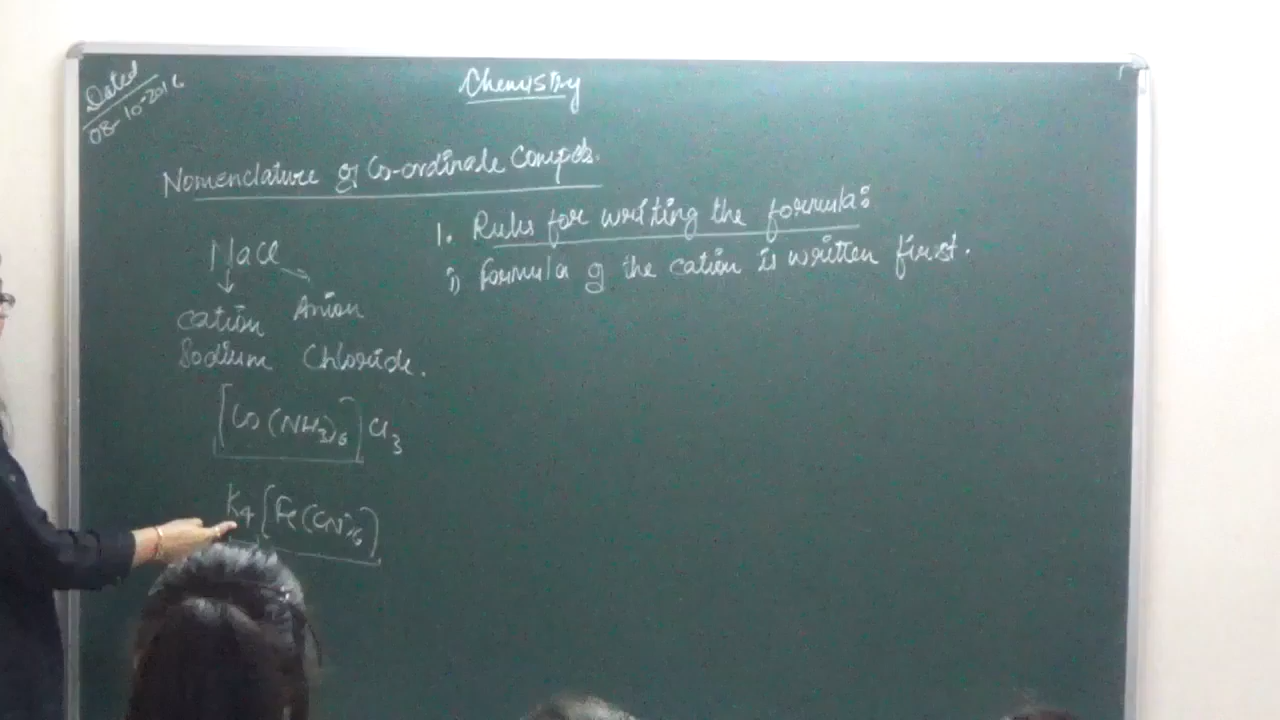 Dated
08-10-2016
Chemistry
Nomenclature of Co-ordinate Compds.
NaCl
cation Anion
Sodium Chloride.
[Co(NH3)6]Cl3
K4[Fe(CN)6]
1. Rules for writing the formula:
i) Formula of the cation is written first.